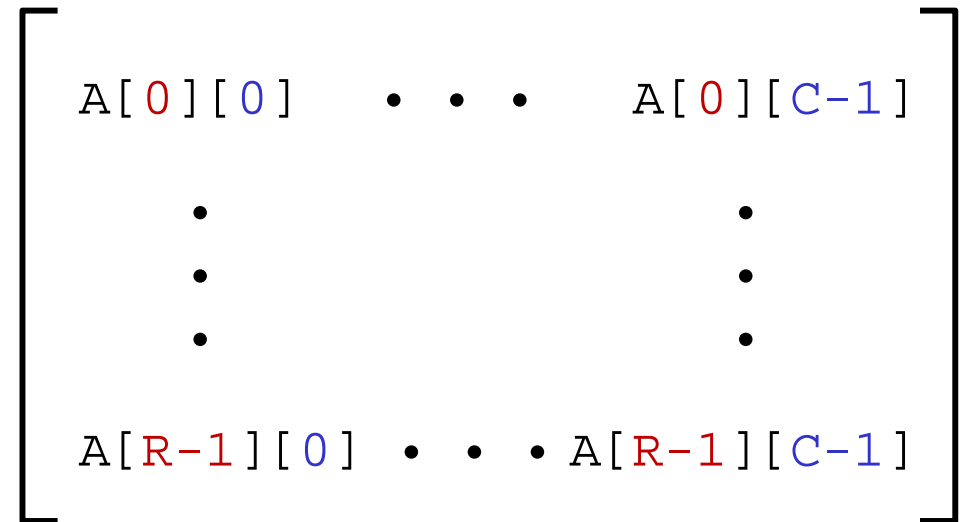 A[0][0] • • • A[0][C-1]
• •
• •
• •
A[R-1][0] • • • A[R-1][C-1]